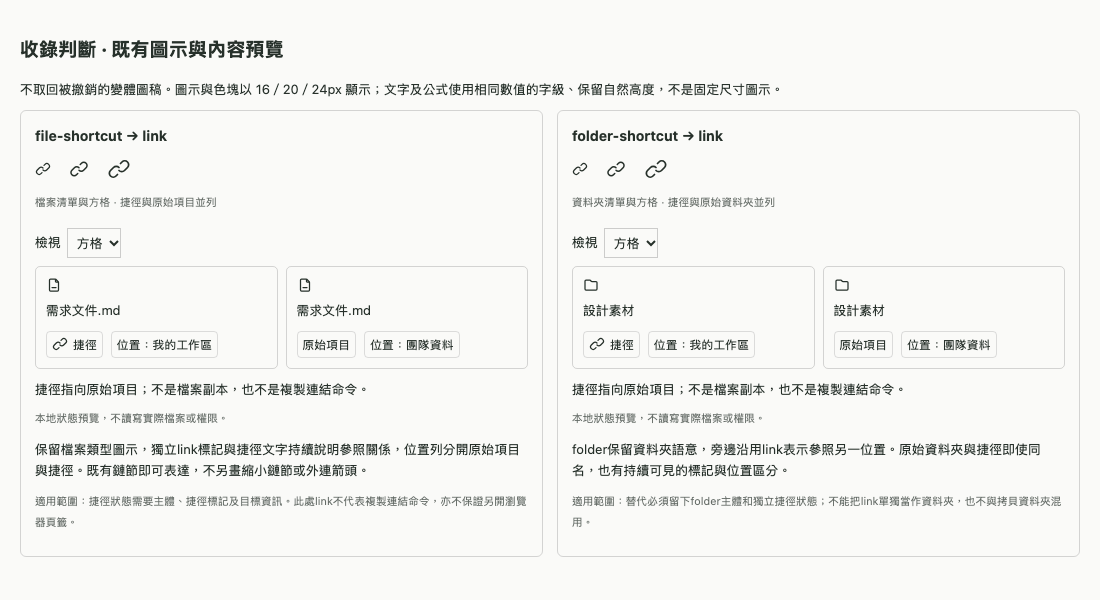 收錄判斷 · 既有圖示與內容預覽
不取回被撤銷的變體圖稿。圖示與色塊以 16 / 20 / 24px 顯示；文字及公式使用相同數值的字級、保留自然高度，不是固定尺寸圖示。
file-shortcut → link
檔案清單與方格 · 捷徑與原始項目並列
檢視 方格
需求文件.md
捷徑 位置：我的工作區
需求文件.md
原始項目 位置：團隊資料
捷徑指向原始項目；不是檔案副本，也不是複製連結命令。
本地狀態預覽，不讀寫實際檔案或權限。
保留檔案類型圖示，獨立link標記與捷徑文字持續說明參照關係，位置列分開原始項目
與捷徑。既有鏈節即可表達，不另畫縮小鏈節或外連箭頭。
適用範圍：捷徑狀態需要主體、捷徑標記及目標資訊。此處link不代表複製連結命令，亦不保證另開瀏覽
器頁籤。
folder-shortcut → link
資料夾清單與方格 · 捷徑與原始資料夾並列
檢視 方格
設計素材
捷徑 位置：我的工作區
設計素材
原始項目 位置：團隊資料
捷徑指向原始項目；不是檔案副本，也不是複製連結命令。
本地狀態預覽，不讀寫實際檔案或權限。
folder保留資料夾語意，旁邊沿用link表示參照另一位置。原始資料夾與捷徑即使同
名，也有持續可見的標記與位置區分。
適用範圍：替代必須留下folder主體和獨立捷徑狀態；不能把link單獨當作資料夾，也不與拷貝資料夾混
用。